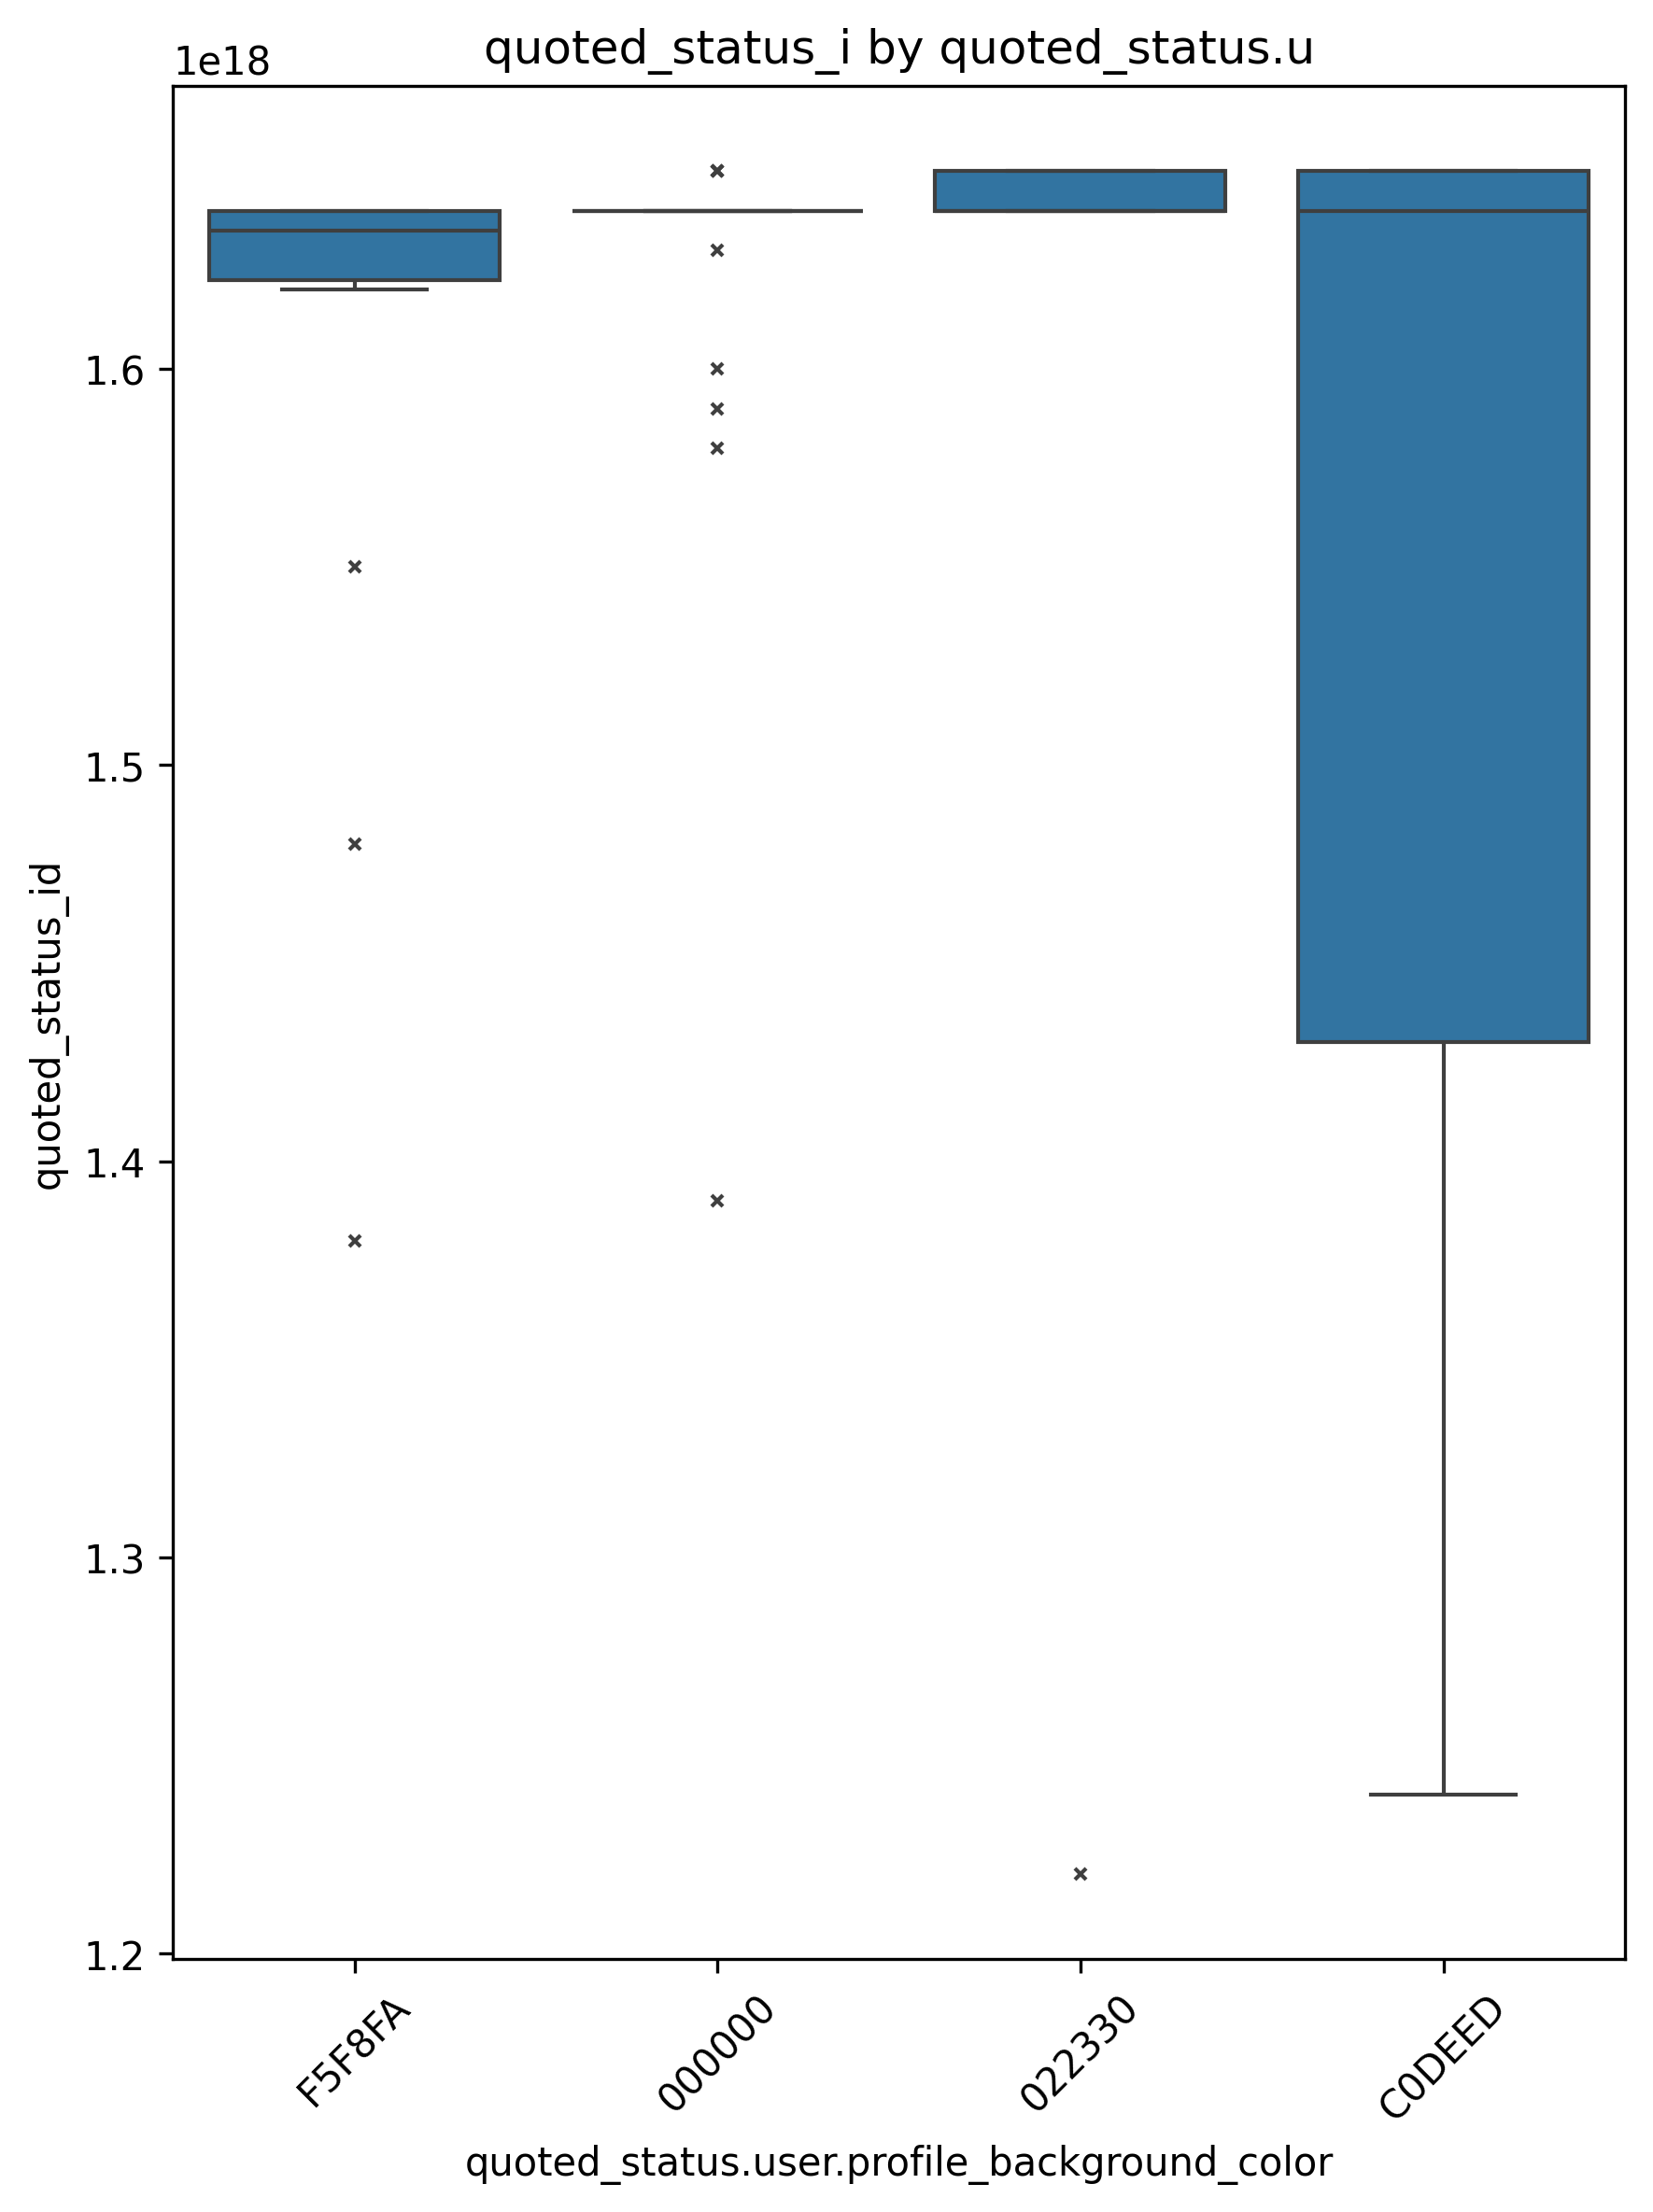 quoted_status_i by quoted_status.u
1e18
1.6
1.5
1.4
1.3
1.2
quoted_status_id
F5F8FA
000000
022330
C0DEED
quoted_status.user.profile_background_color